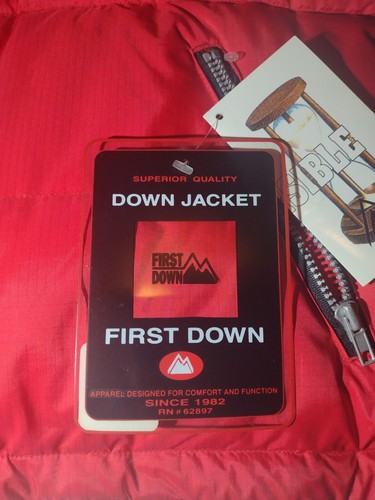 SUPERIOR QUALITY
DOWN JACKET
FIRST
DOWN
FIRST DOWN
APPAREL DESIGNED FOR COMFORT AND FUNCTION
SINCE 1982
RN # 62897